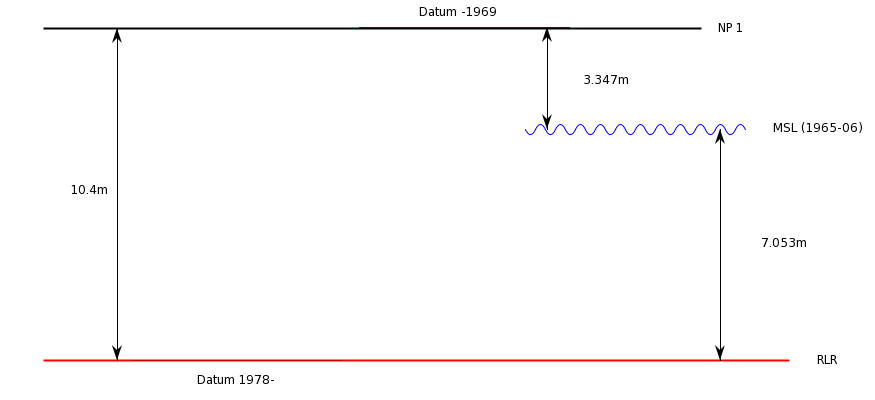 Datum -1969
NP 1
3.347m
MSL (1965-06)
10.4m
7.053m
RLR
Datum 1978-